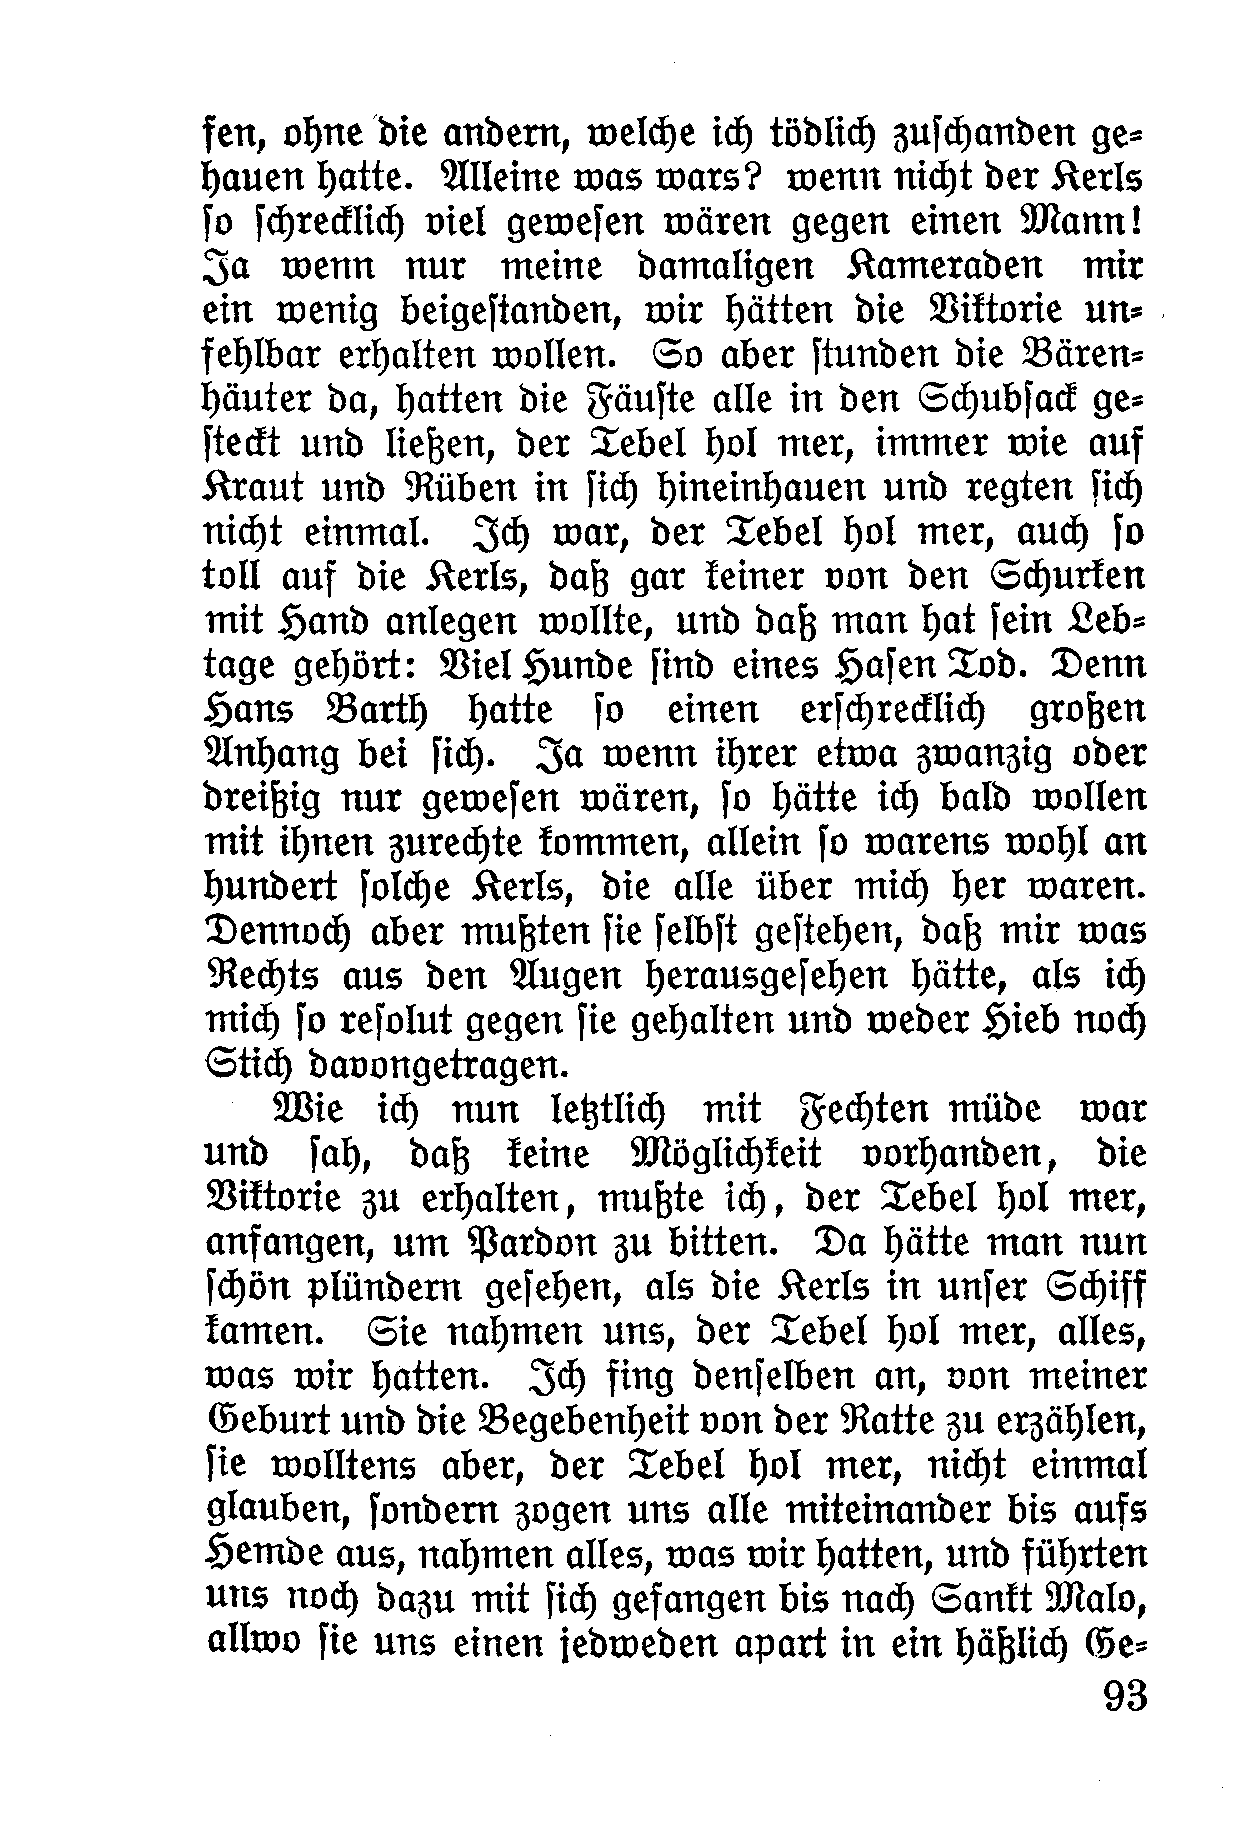 fen, ohne die andern, welche ich tödlich zuſchanden ge-
hauen hatte. Alleine was wars? wenn nicht der Kerls
ſo ſchrecklich viel geweſen wären gegen einen Mann!
Ja wenn nur meine damaligen Kameraden mir
ein wenig beigeſtanden, wir hätten die Viktorie un-
fehlbar erhalten wollen. So aber ſtunden die Bären-
häuter da, hatten die Fäuſte alle in den Schubſack ge-
ſteckt und ließen, der Tebel hol mer, immer wie auf
Kraut und Rüben in ſich hineinhauen und regten ſich
nicht einmal. Ich war, der Tebel hol mer, auch ſo
toll auf die Kerls, daß gar keiner von den Schurken
mit Hand anlegen wollte, und daß man hat ſein Leb-
tage gehört: Viel Hunde ſind eines Haſen Tod. Denn
Hans Barth hatte ſo einen erſchrecklich großen
Anhang bei ſich. Ja wenn ihrer etwa zwanzig oder
dreißig nur geweſen wären, ſo hätte ich bald wollen
mit ihnen zurechte kommen, allein ſo warens wohl an
hundert ſolche Kerls, die alle über mich her waren.
Dennoch aber mußten ſie ſelbſt geſtehen, daß mir was
Rechts aus den Augen herausgeſehen hätte, als ich
mich ſo reſolut gegen ſie gehalten und weder Hieb noch
Stich davongetragen.
Wie ich nun letztlich mit Fechten müde war
und ſah, daß keine Möglichkeit vorhanden, die
Viktorie zu erhalten, mußte ich, der Tebel hol mer,
anfangen, um Pardon zu bitten. Da hätte man nun
ſchön plündern geſehen, als die Kerls in unſer Schiff
kamen. Sie nahmen uns, der Tebel hol mer, alles,
was wir hatten. Ich fing denſelben an, von meiner
Geburt und die Begebenheit von der Ratte zu erzählen,
ſie wolltens aber, der Tebel hol mer, nicht einmal
glauben, ſondern zogen uns alle miteinander bis aufs
Hemde aus, nahmen alles, was wir hatten, und führten
uns noch dazu mit ſich gefangen bis nach Sankt Malo,
allwo ſie uns einen jedweden apart in ein häßlich Ge-
93